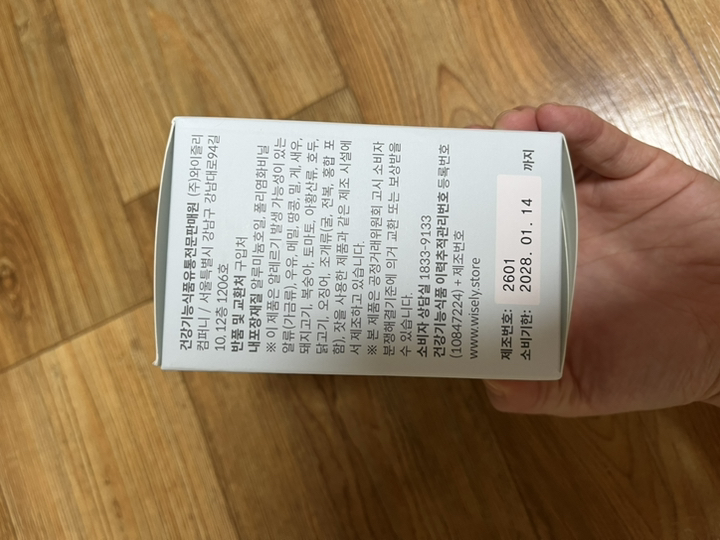 건강기능식품유통전문판매원 (주)와이즐리
컴퍼니 / 서울특별시 강남구 강남대로94길
10, 12층 1206호
반품 및 교환처 구입처
내포장재질 알루미늄호일, 폴리염화비닐
※ 이 제품은 알레르기 발생 가능성이 있는
알류(가금류), 우유, 메밀, 땅콩, 밀, 게, 새우,
돼지고기, 복숭아, 토마토, 아황산류, 호두,
닭고기, 오징어, 조개류(굴, 전복, 홍합 포
함), 잣을 사용한 제품과 같은 제조 시설에
서 제조하고 있습니다.
※ 본 제품은 공정거래위원회 고시 소비자
분쟁해결기준에 의거 교환 또는 보상받을
수 있습니다.
소비자 상담실 1833-9133
건강기능식품 이력추적관리번호 등록번호
(10847224) + 제조번호
www.wisely.store
제조번호: 2601
소비기한: 2028. 01. 14 까지